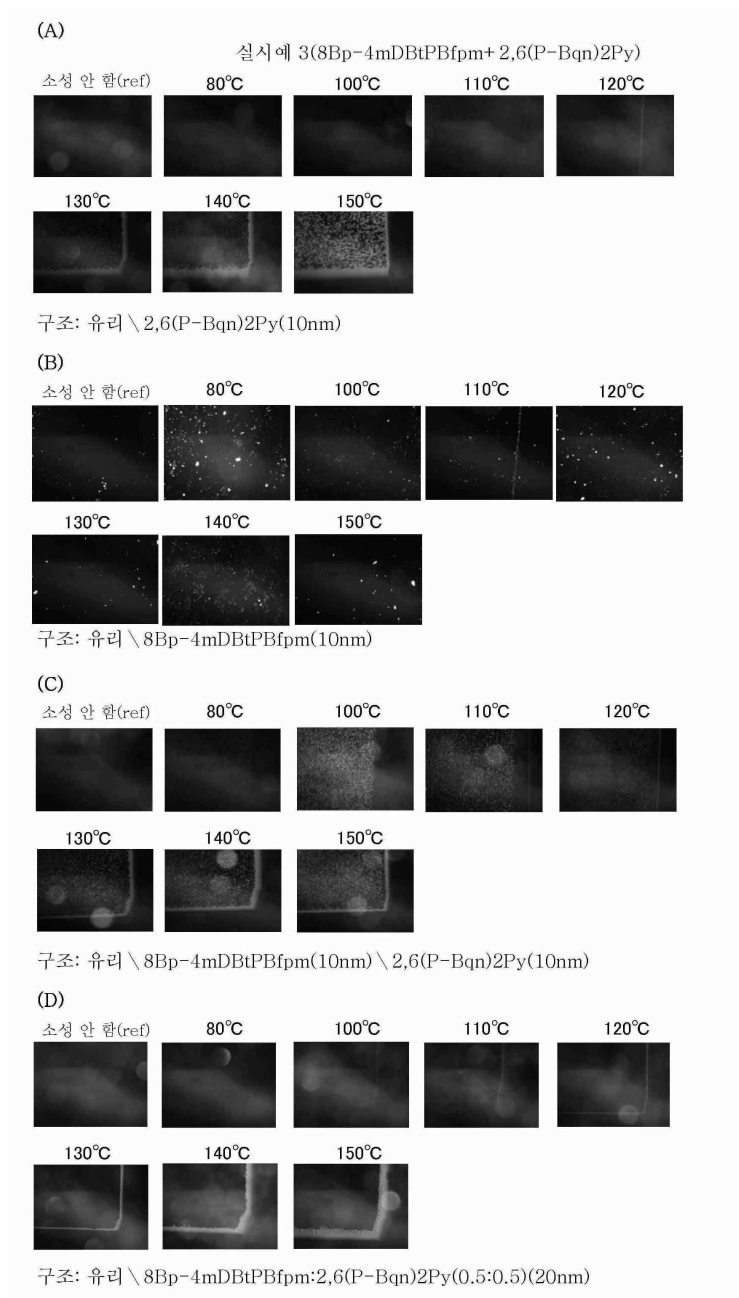 (A)
실시예 3(8Bp-4mDBtPBfpm+2,6(P-Bqn)2Py)
소성 안 함(ref) 80℃ 100℃ 110℃ 120℃
130℃ 140℃ 150℃
구조: 유리\2,6(P-Bqn)2Py(10nm)
(B)
소성 안 함(ref) 80℃ 100℃ 110℃ 120℃
130℃ 140℃ 150℃
구조: 유리\8Bp-4mDBtPBfpm(10nm)
(C)
소성 안 함(ref) 80℃ 100℃ 110℃ 120℃
130℃ 140℃ 150℃
구조: 유리\8Bp-4mDBtPBfpm(10nm)\2,6(P-Bqn)2Py(10nm)
(D)
소성 안 함(ref) 80℃ 100℃ 110℃ 120℃
130℃ 140℃ 150℃
구조: 유리\8Bp-4mDBtPBfpm:2,6(P-Bqn)2Py(0.5:0.5)(20nm)